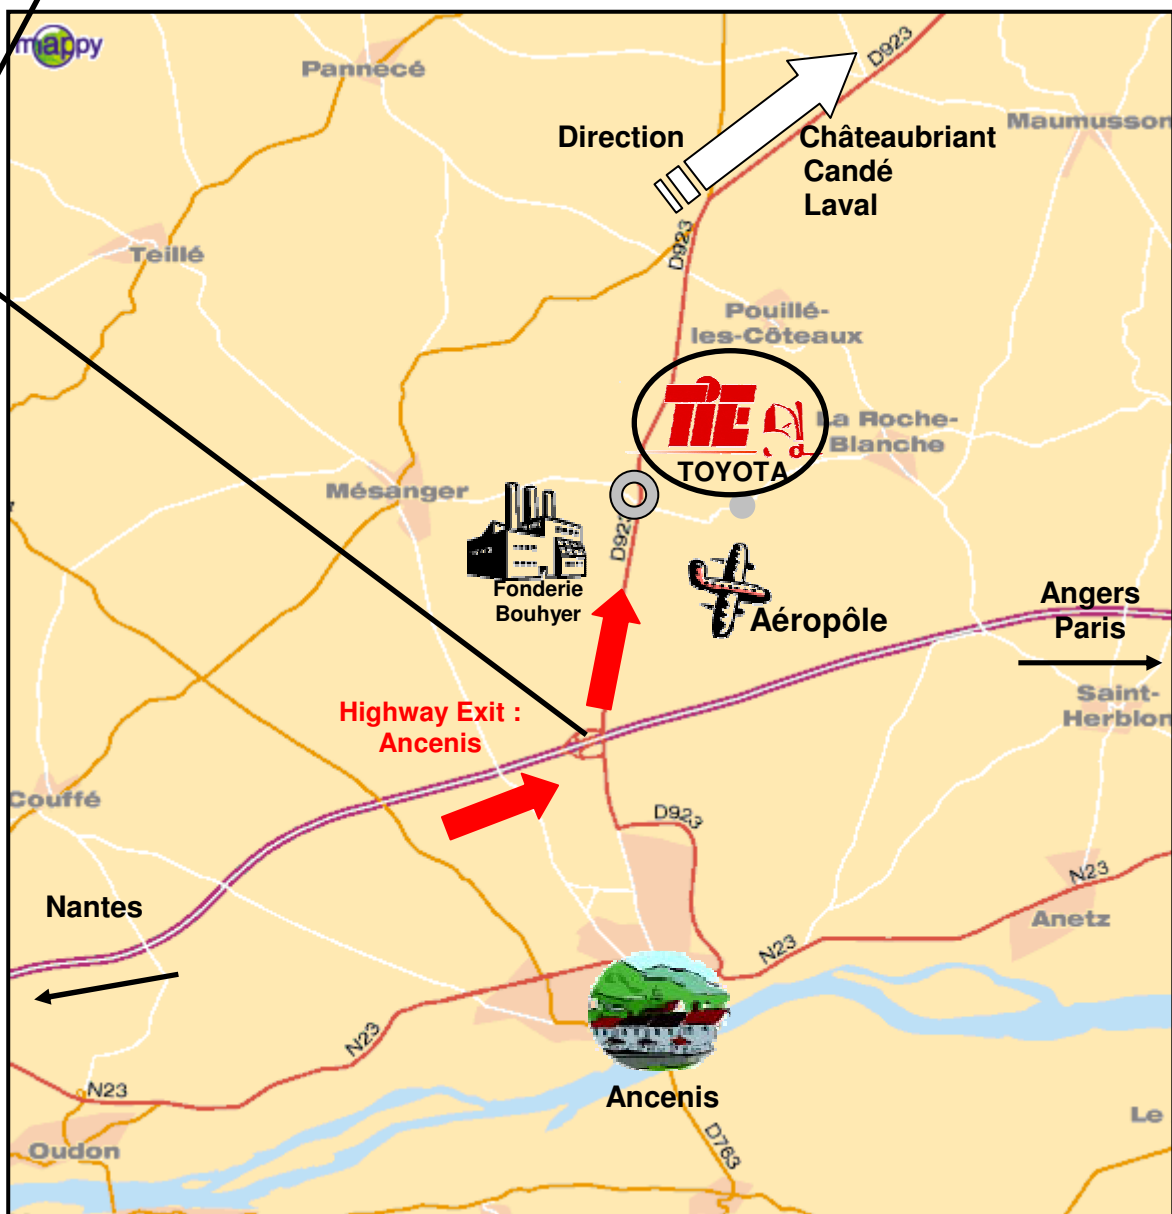 mappy
Pannecé
D923
Maumusson
Direction
Châteaubriant
Candé
Laval
Teillé
D923
Pouillé-
les-Côteaux
TIE
La Roche-
Blanche
TOYOTA
Mésanger
D923
Fonderie
Bouhyer
Aéropôle
Angers
Paris
Saint-
Herblon
Highway Exit :
Ancenis
Couffé
D923
N23
Nantes
Anetz
N23
N23
N23
Ancenis
Le
D763
Oudon